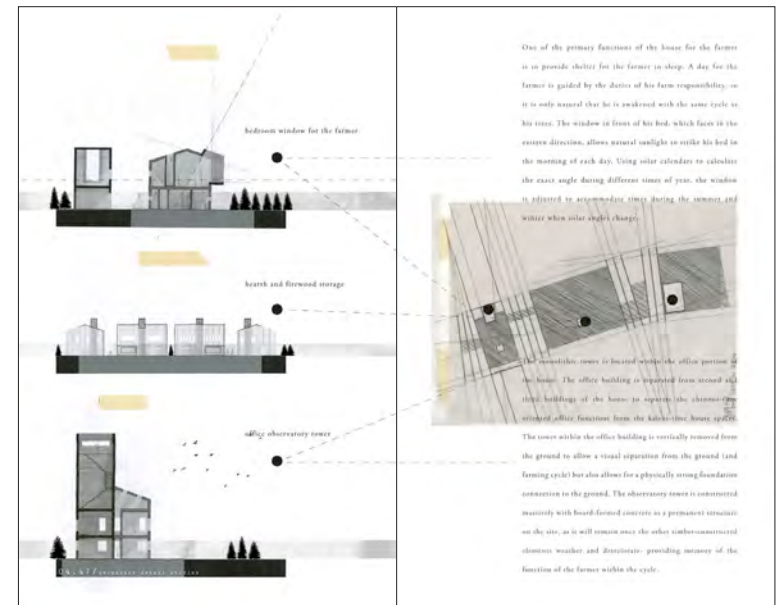 bedroom window for the farmer
hearth and firewood storage
office observatory tower
One of the primary functions of the house for the farmer
is to provide shelter for the farmer to sleep. A day for the
farmer is guided by the duties of his farm responsibility, so
it is only natural that he is awakened with the same cycle as
his trees. The window in front of his bed, which faces in the
eastern direction, allows natural sunlight to strike his bed in
the morning of each day. Using solar calendars to calculate
the exact angle during different times of year, the window
is adjusted to accommodate times during the summer and
winter when solar angles change.
The monolithic tower is located within the office portion of
the house. The office building is separated from second and
third buildings of the house to separate the chronos-time
oriented office functions from the kairos-time house spaces.
The tower within the office building is vertically removed from
the ground to allow a visual separation from the ground (and
farming cycle) but also allows for a physically strong foundation
connection to the ground. The observatory tower is constructed
massively with board-formed concrete as a permanent structure
on the site, as it will remain once the other timber-constructed
elements weather and deteriorate- providing memory of the
function of the farmer within the cycle.